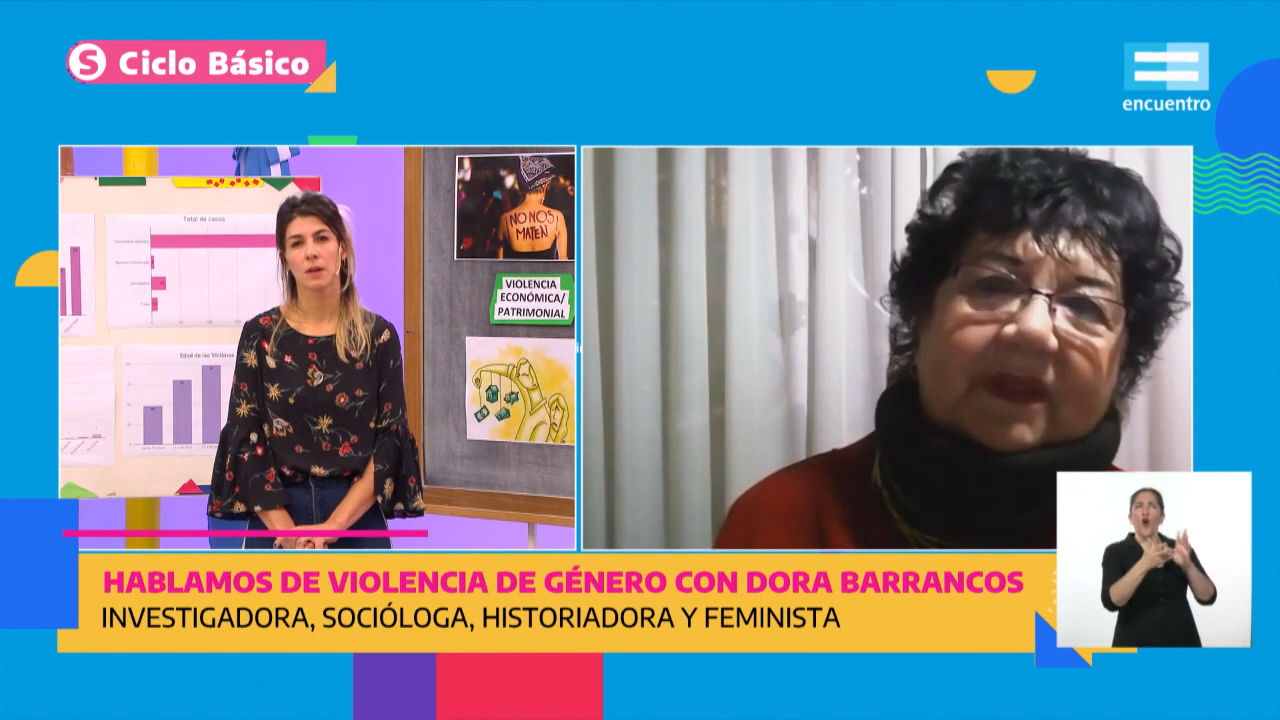 S Ciclo Básico
encuentro
Total de casos
Edad de las Víctimas
¡NO NOS
MATEN
VIOLENCIA
ECONÓMICA/
PATRIMONIAL
HABLAMOS DE VIOLENCIA DE GÉNERO CON DORA BARRANCOS
INVESTIGADORA, SOCIÓLOGA, HISTORIADORA Y FEMINISTA